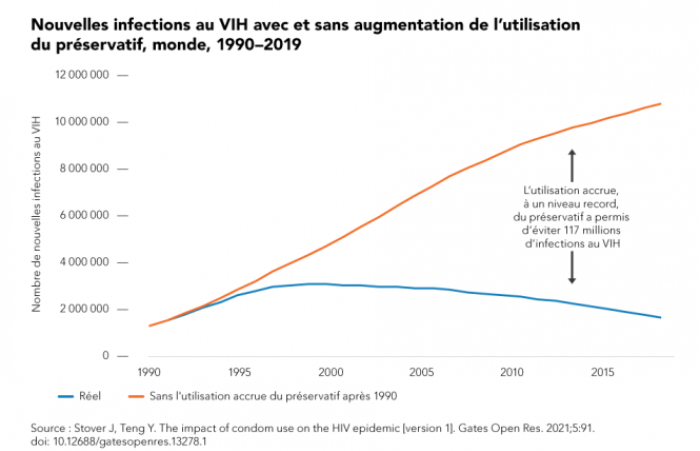 Nouvelles infections au VIH avec et sans augmentation de l'utilisation
du préservatif, monde, 1990–2019
Nombre de nouvelles infections au VIH
12 000 000
10 000 000
8 000 000
6 000 000
4 000 000
2 000 000
0
L'utilisation accrue,
à un niveau record,
du préservatif a permis
d'éviter 117 millions
d'infections au VIH
1990 1995 2000 2005 2010 2015
Réel Sans l'utilisation accrue du préservatif après 1990
Source : Stover J, Teng Y. The impact of condom use on the HIV epidemic [version 1]. Gates Open Res. 2021;5:91.
doi: 10.12688/gatesopenres.13278.1